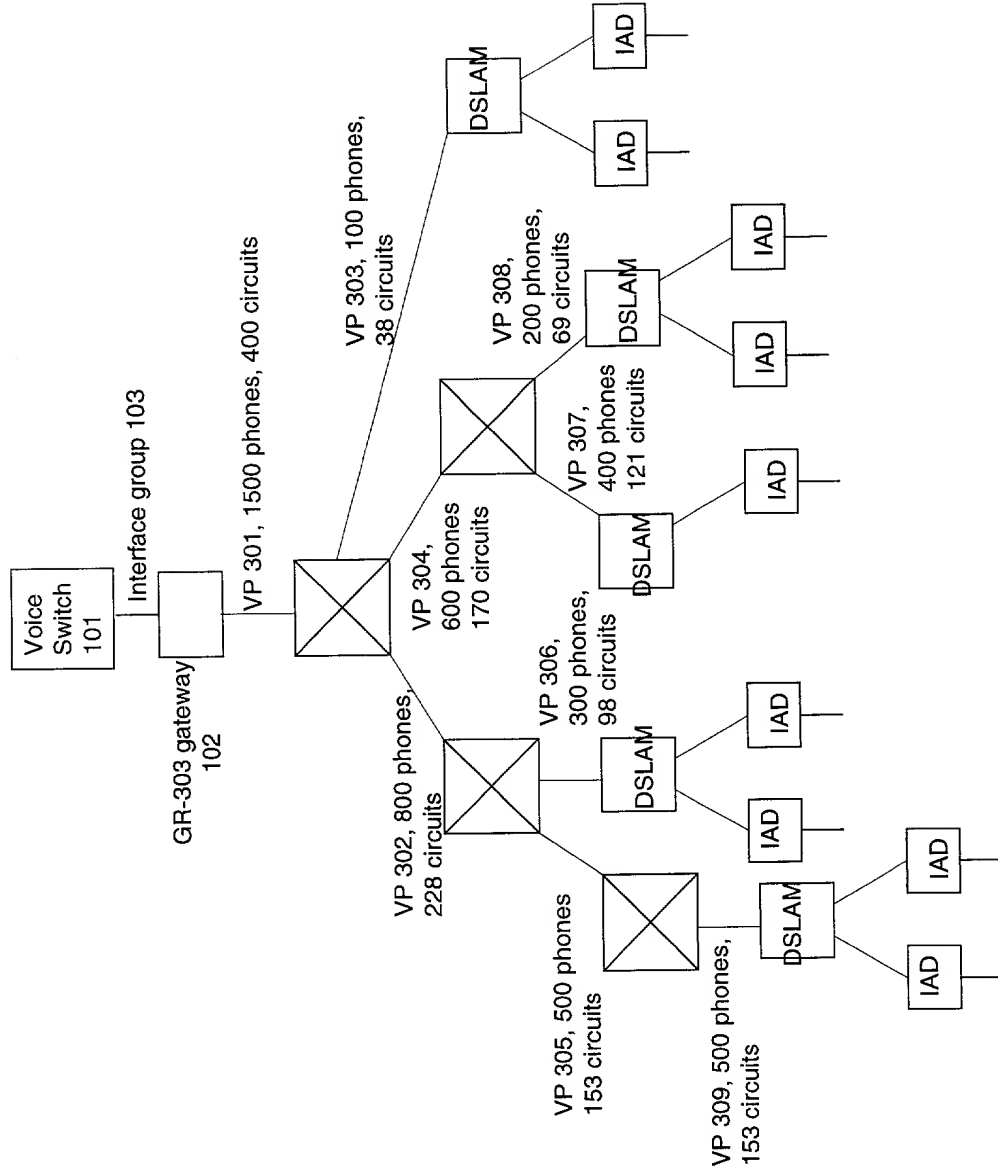 Voice
Switch
101
Interface group 103
GR-303 gateway
102
VP 301, 1500 phones, 400 circuits
VP 302, 800 phones,
228 circuits
VP 304,
600 phones
170 circuits
VP 303, 100 phones,
38 circuits
VP 305, 500 phones
153 circuits
VP 306,
300 phones,
98 circuits
VP 307,
400 phones
121 circuits
VP 308,
200 phones,
69 circuits
VP 309, 500 phones,
153 circuits
DSLAM
DSLAM
DSLAM
DSLAM
DSLAM
IAD
IAD
IAD
IAD
IAD
IAD
IAD
IAD
IAD